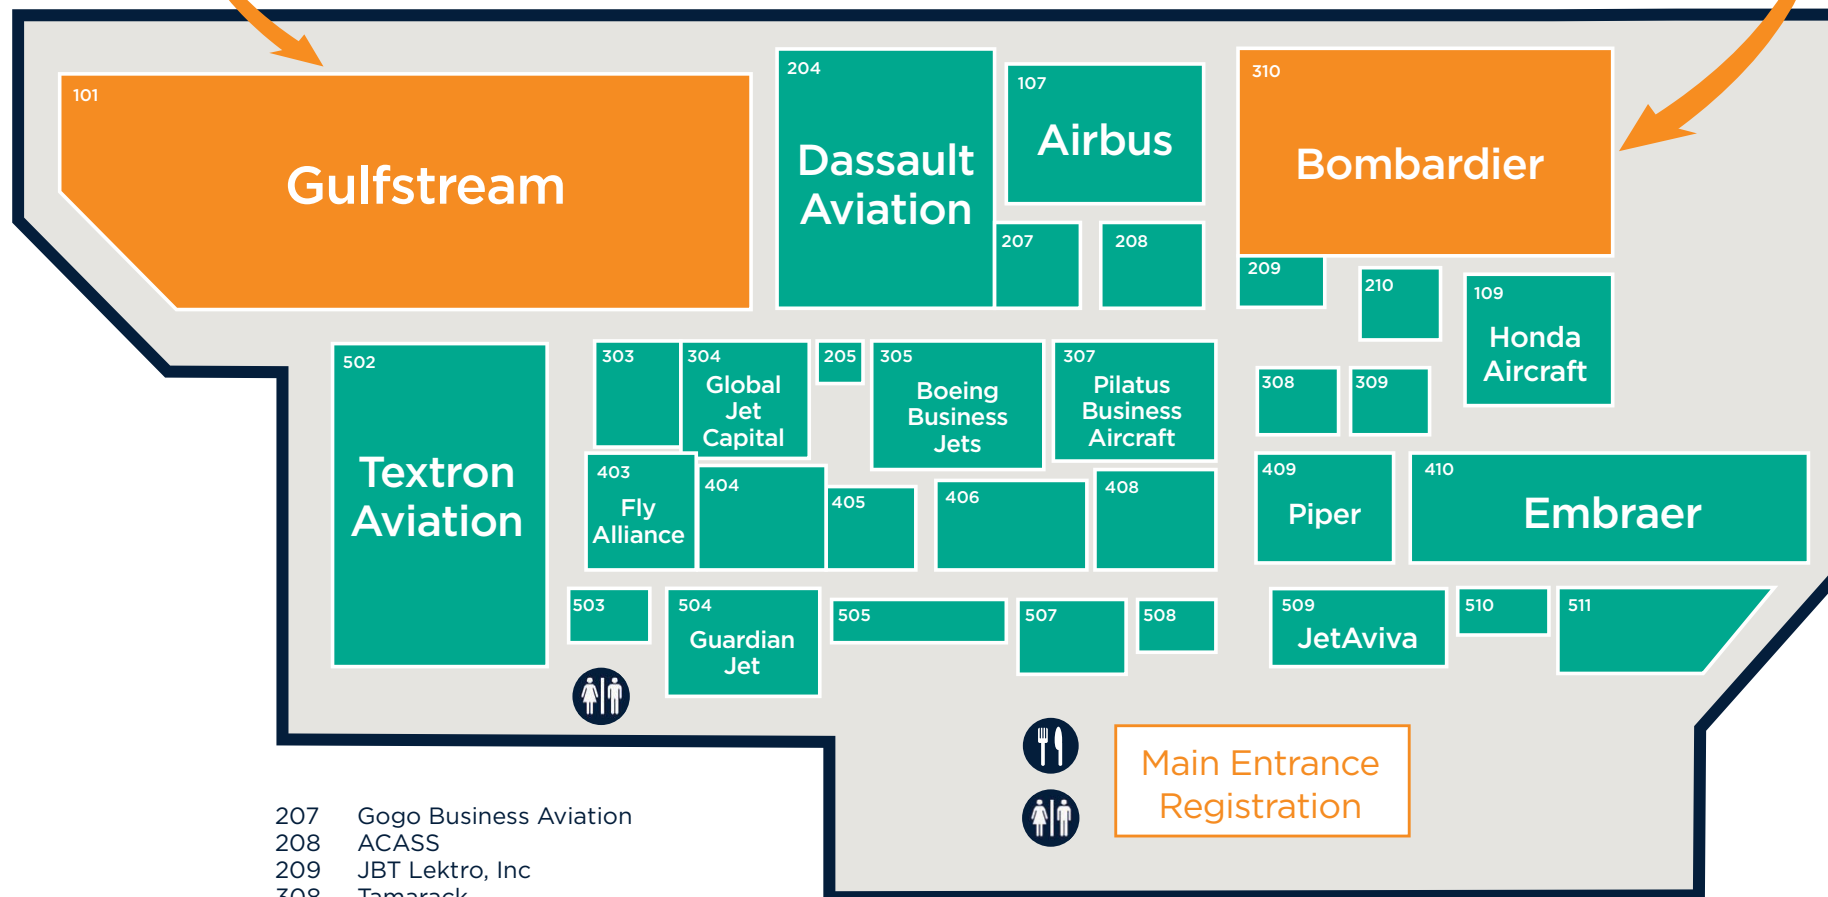 101
Gulfstream
204
Dassault
Aviation
107
Airbus
207
208
310
Bombardier
209
210
109
Honda
Aircraft
502
Textron
Aviation
303
304
Global
Jet
Capital
205
305
Boeing
Business
Jets
307
Pilatus
Business
Aircraft
308
309
403
Fly
Alliance
404
405
406
408
409
Piper
410
Embraer
503
504
Guardian
Jet
505
507
508
509
JetAviva
510
511
Main Entrance
Registration
207 Gogo Business Aviation
208 ACASS
209 JBT Lektro, Inc
308 Tamarack